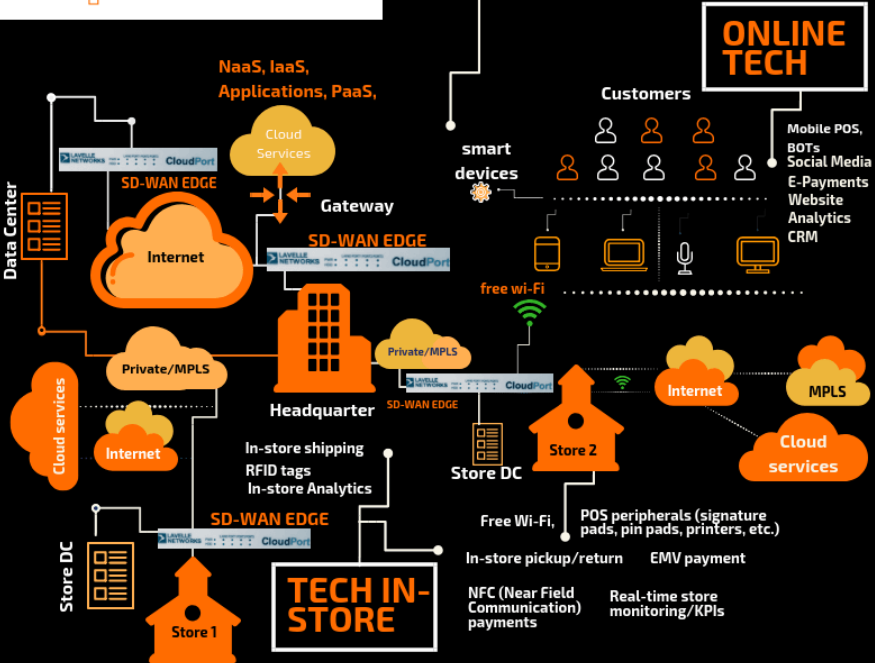 ONLINE
TECH
NaaS, IaaS,
Applications, PaaS,
Customers
Cloud
Services
Mobile POS,
BOTs
Social Media
E-Payments
Website
Analytics
CRM
smart
devices
LAVELLE
NETWORKS
CloudPort
SD-WAN EDGE
Data Center
Gateway
Internet
SD-WAN EDGE
LAVELLE
NETWORKS
CloudPort
free wi-Fi
Private/MPLS
Private/MPLS
LAVELLE
NETWORKS
CloudPort
SD-WAN EDGE
Headquarter
Cloud services
Internet
Internet
MPLS
Cloud
services
In-store shipping
RFID tags
In-store Analytics
Store 2
Store DC
SD-WAN EDGE
LAVELLE
NETWORKS
CloudPort
Store DC
Store 1
TECH IN-
STORE
Free Wi-Fi,
POS peripherals (signature
pads, pin pads, printers, etc.)
In-store pickup/return
EMV payment
NFC (Near Field
Communication)
payments
Real-time store
monitoring/KPIs